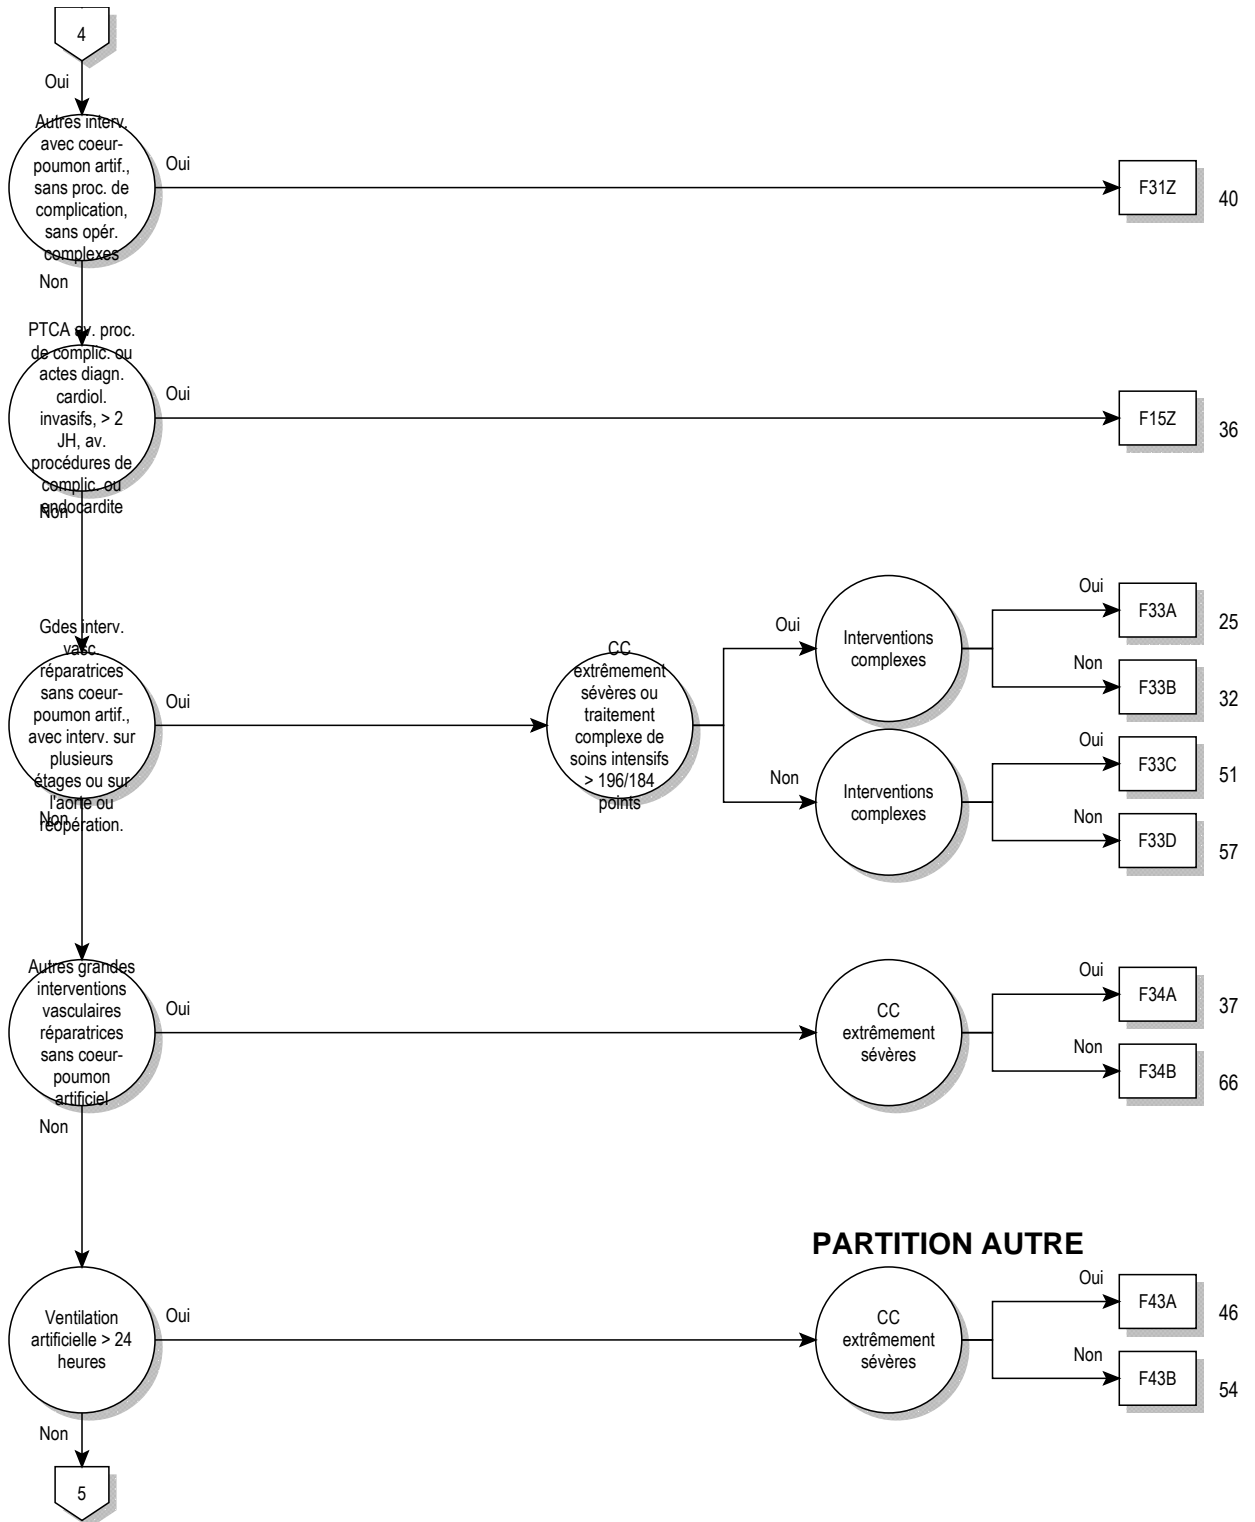 4
Oui
Autres interv.
avec coeur-
poumon artif.,
sans proc. de
complication,
sans opér.
complexes
Oui
F31Z
40
Non
PTCA av. proc.
de complic. ou
actes diagn.
cardiol.
invasifs, > 2
JH, av.
procédures de
complic. ou
endocardite
Oui
F15Z
36
Non
Gdes interv.
vasc.
réparatrices
sans coeur-
poumon artif.,
avec interv. sur
plusieurs
étages ou sur
l'aorte ou
réopération.
Oui
CC
extrêmement
sévères ou
traitement
complexe de
soins intensifs
> 196/184
points
Oui
Interventions
complexes
Oui
F33A
25
Non
F33B
32
Non
Interventions
complexes
Oui
F33C
51
Non
F33D
57
Non
Autres grandes
interventions
vasculaires
réparatrices
sans coeur-
poumon
artificiel
Oui
CC
extrêmement
sévères
Oui
F34A
37
Non
F34B
66
Non
PARTITION AUTRE
Ventilation
artificielle > 24
heures
Oui
CC
extrêmement
sévères
Oui
F43A
46
Non
F43B
54
Non
5